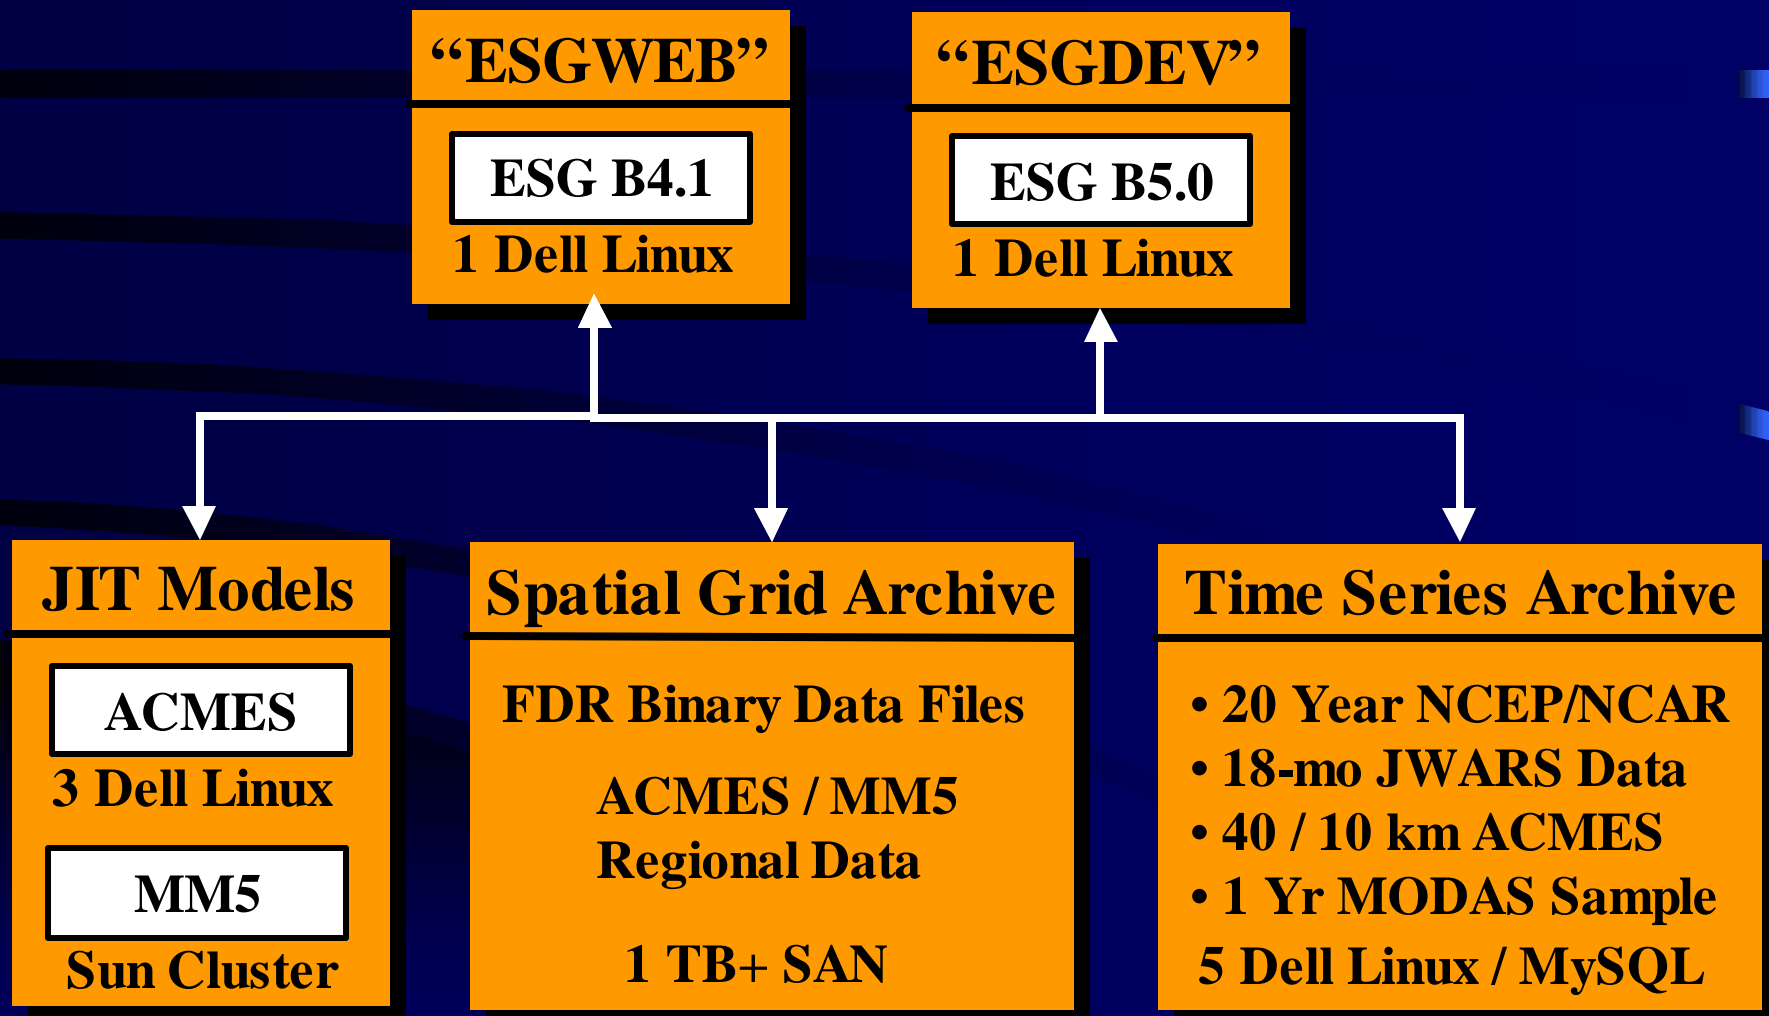 “ESGWEB”
ESG B4.1
1 Dell Linux
“ESGDEV”
ESG B5.0
1 Dell Linux
JIT Models
ACMES
3 Dell Linux
MM5
Sun Cluster
Spatial Grid Archive
FDR Binary Data Files
ACMES / MM5
Regional Data
1 TB+ SAN
Time Series Archive
• 20 Year NCEP/NCAR
• 18-mo JWARS Data
• 40 / 10 km ACMES
• 1 Yr MODAS Sample
5 Dell Linux / MySQL